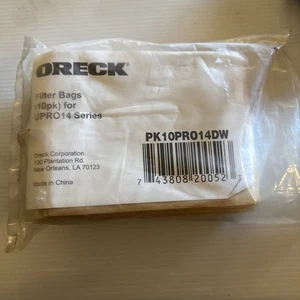 ORECK
Filter Bags
(10pk) for
UPRO14 Series
PK10PRO14DW
Oreck Corporation
100 Plantation Rd.
New Orleans, LA 70123
Made in China
7 43808 20052 3